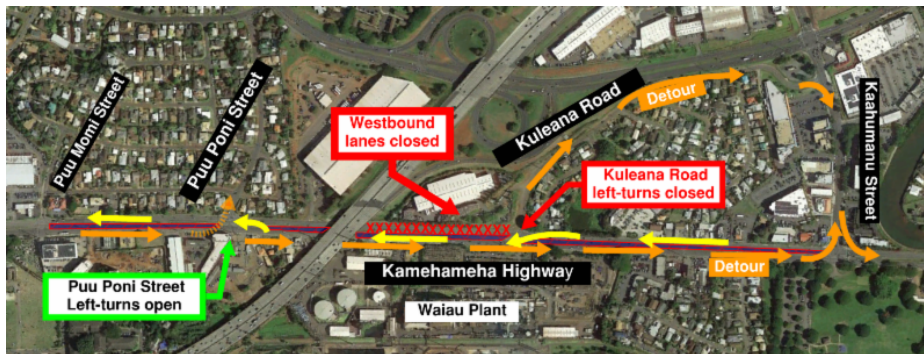 Puu Momi Street
Puu Poni Street
Westbound
lanes closed
Kuleana Road
Detour
Kaahumanu Street
Kuleana Road
left-turns closed
Puu Poni Street
Left-turns open
Kamehameha Highway
Detour
Waiau Plant